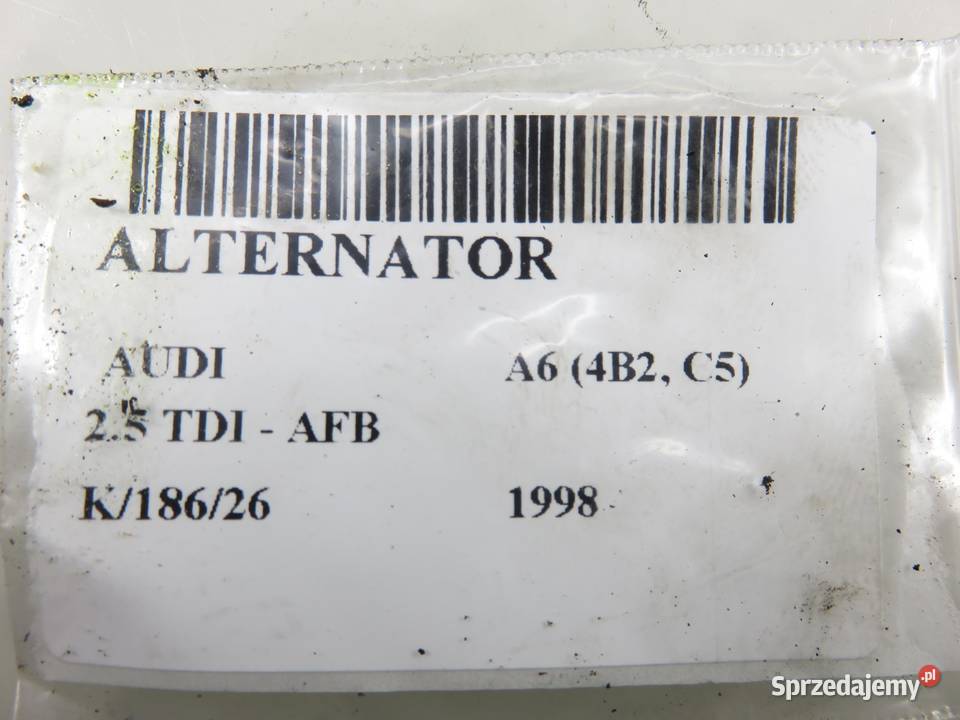 ALTERNATOR
AUDI A6 (4B2, C5)
2.5 TDI - AFB
K/186/26 1998
Sprzedajemy.pl